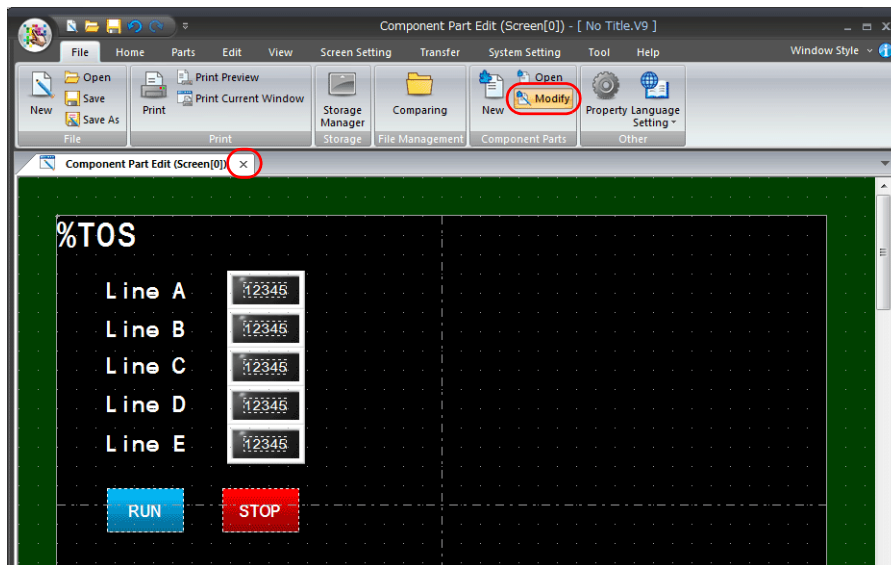 Component Part Edit (Screen[0]) - [ No Title.V9 ]
File Home Parts Edit View Screen Setting Transfer System Setting Tool Help Window Style
New
Open
Save
Save As
File
Print
Print Preview
Print Current Window
Print
Storage
Manager
Storage
Comparing
File Management
New
Open
Modify
Component Parts
Property
Language
Setting
Other
Component Part Edit (Screen[0])
%TOS
Line A 12345
Line B 12345
Line C 12345
Line D 12345
Line E 12345
RUN STOP